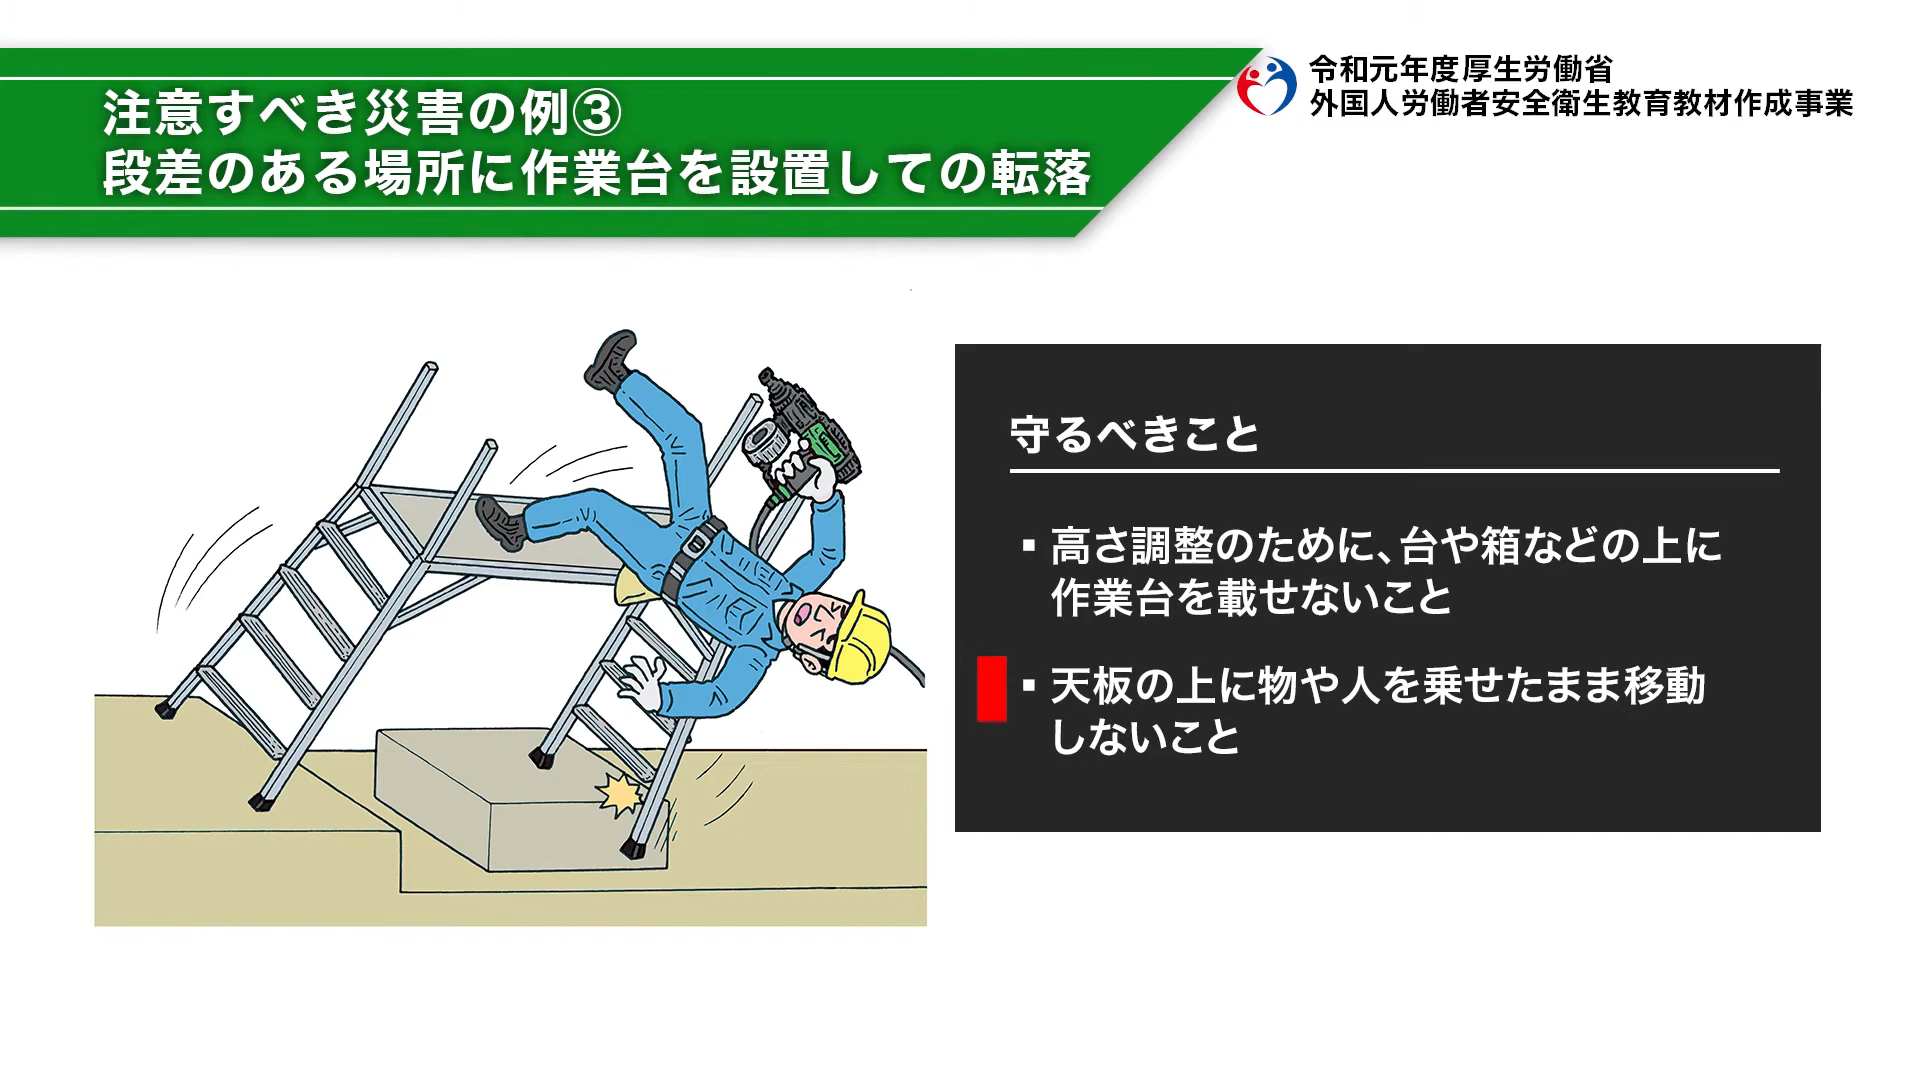 注意すべき災害の例③
段差のある場所に作業台を設置しての転落
令和元年度厚生労働省
外国人労働者安全衛生教育教材作成事業
守るべきこと
▪高さ調整のために、台や箱などの上に
作業台を載せないこと
▪天板の上に物や人を乗せたまま移動
しないこと